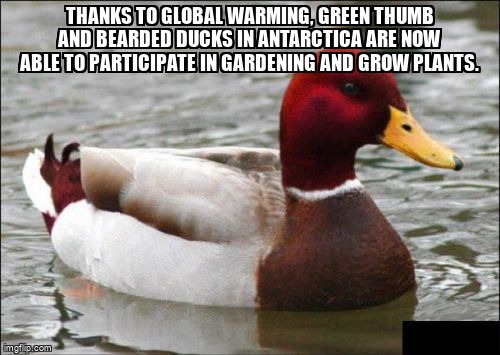 THANKS TO GLOBAL WARMING, GREEN THUMB
AND BEARDED DUCKS IN ANTARCTICA ARE NOW
ABLE TO PARTICIPATE IN GARDENING AND GROW PLANTS.
imgflip.com